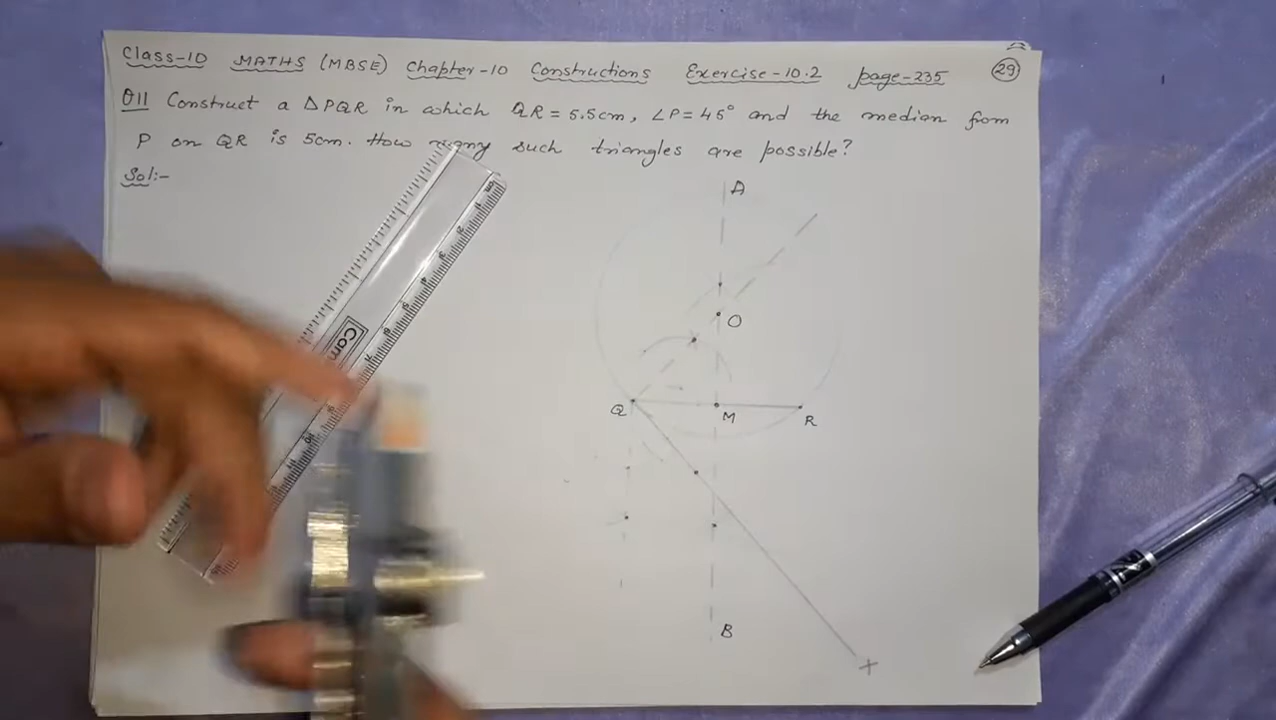 Class-10 MATHS (MBSE) Chapter-10 Constructions Exercise-10.2 page-235 29
Q11 Construct a ΔPQR in which QR = 5.5cm, ∠P = 45° and the median from
P on QR is 5cm. How many such triangles are possible?
Sol:-
A
O
Q M R
B
X
Cam